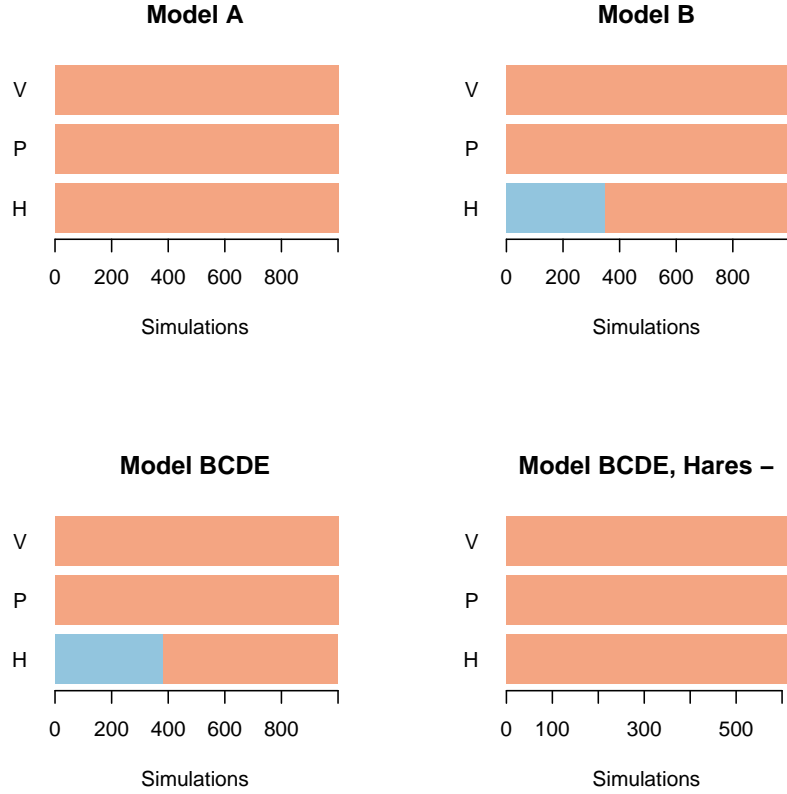 Model A
V
P
H
0 200 400 600 800
Simulations
Model B
V
P
H
0 200 400 600 800
Simulations
Model BCDE
V
P
H
0 200 400 600 800
Simulations
Model BCDE, Hares –
V
P
H
0 100 300 500
Simulations